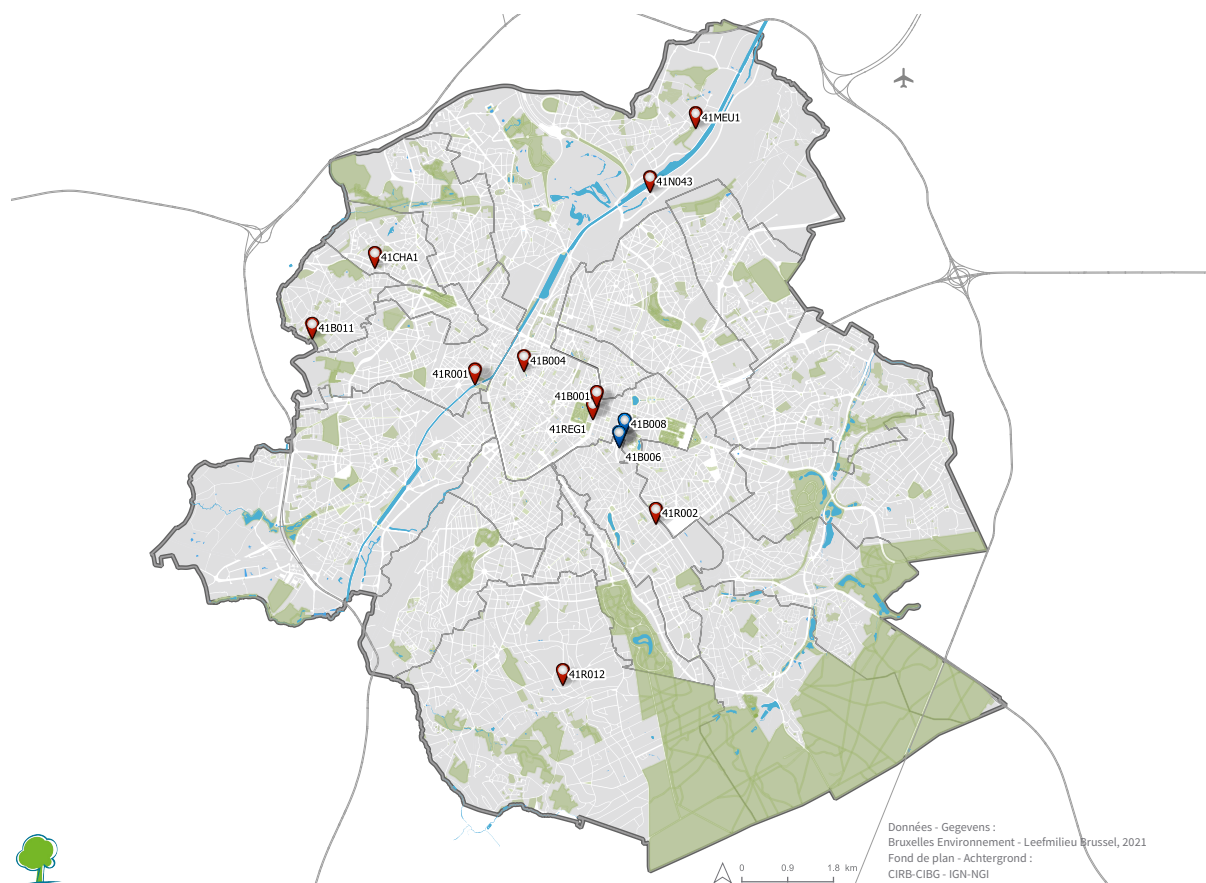 41MEU1
41N043
41CHA1
41B011
41B004
41R001
41B001
41REG1
41B008
41B006
41R002
41R012
Données - Gegevens :
Bruxelles Environnement - Leefmilieu Brussel, 2021
Fond de plan - Achtergrond :
CIRB-CIBG - IGN-NGI
0 0.9 1.8 km